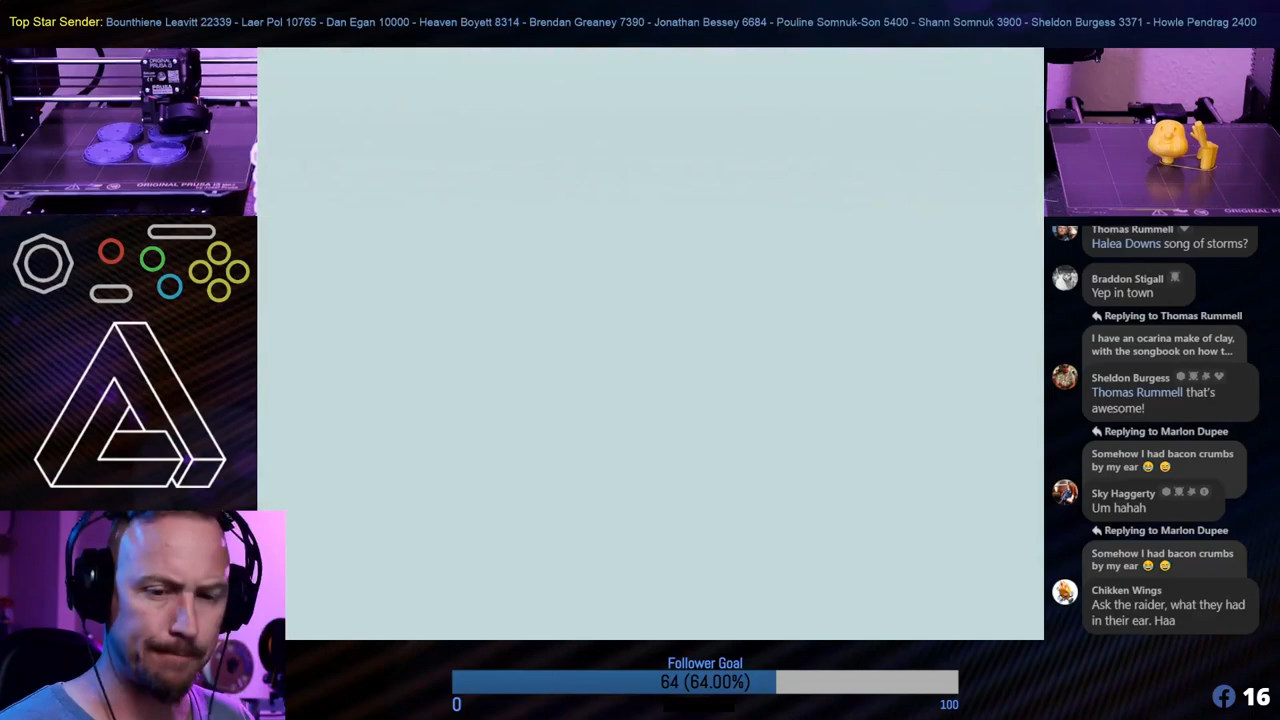 Top Star Sender: Bounthiene Leavitt 22339 - Laer Pol 10765 - Dan Egan 10000 - Heaven Boyett 8314 - Brendan Greaney 7390 - Jonathan Bessey 6684 - Pouline Somnuk-Son 5400 - Shann Somnuk 3900 - Sheldon Burgess 3371 - Howle Pendrag 2400
ORIGINAL PRUSA i3
ORIGINAL PRUSA
Thomas Rummell
Halea Downs song of storms?
Braddon Stigall
Yep in town
Replying to Thomas Rummell
I have an ocarina make of clay,
with the songbook on how t...
Sheldon Burgess
Thomas Rummell that's
awesome!
Replying to Marlon Dupee
Somehow I had bacon crumbs
by my ear 😂 😅
Sky Haggerty
Um hahah
Replying to Marlon Dupee
Somehow I had bacon crumbs
by my ear 😂 😅
Chikken Wings
Ask the raider, what they had
in their ear. Haa
Follower Goal
64 (64.00%)
0
100
16